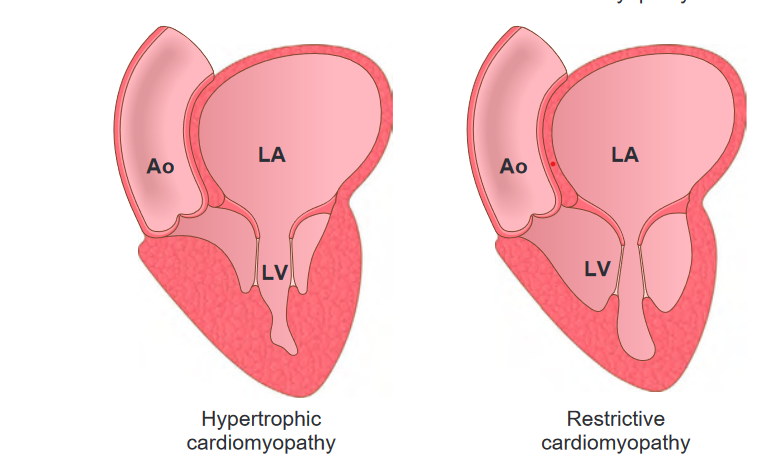 Ao
LA
LV
Hypertrophic
cardiomyopathy
Ao
LA
LV
Restrictive
cardiomyopathy